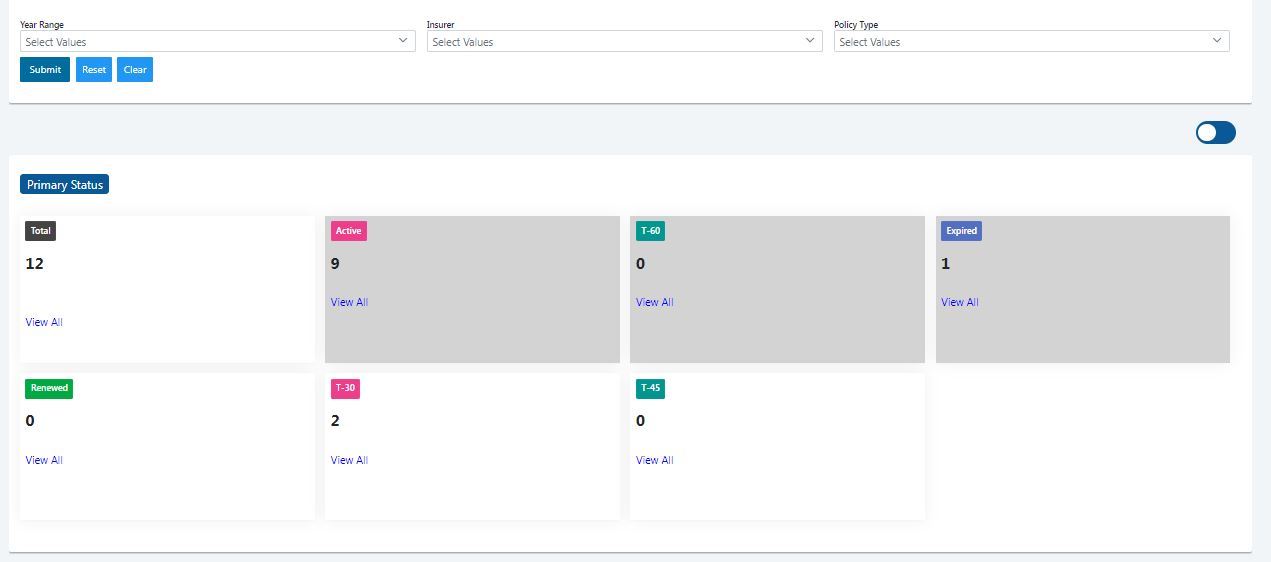 Year Range
Insurer
Policy Type
Select Values
Select Values
Select Values
Submit
Reset
Clear
Primary Status
Total
12
View All
Active
9
View All
T-60
0
View All
Expired
1
View All
Renewed
0
View All
T-30
2
View All
T-45
0
View All